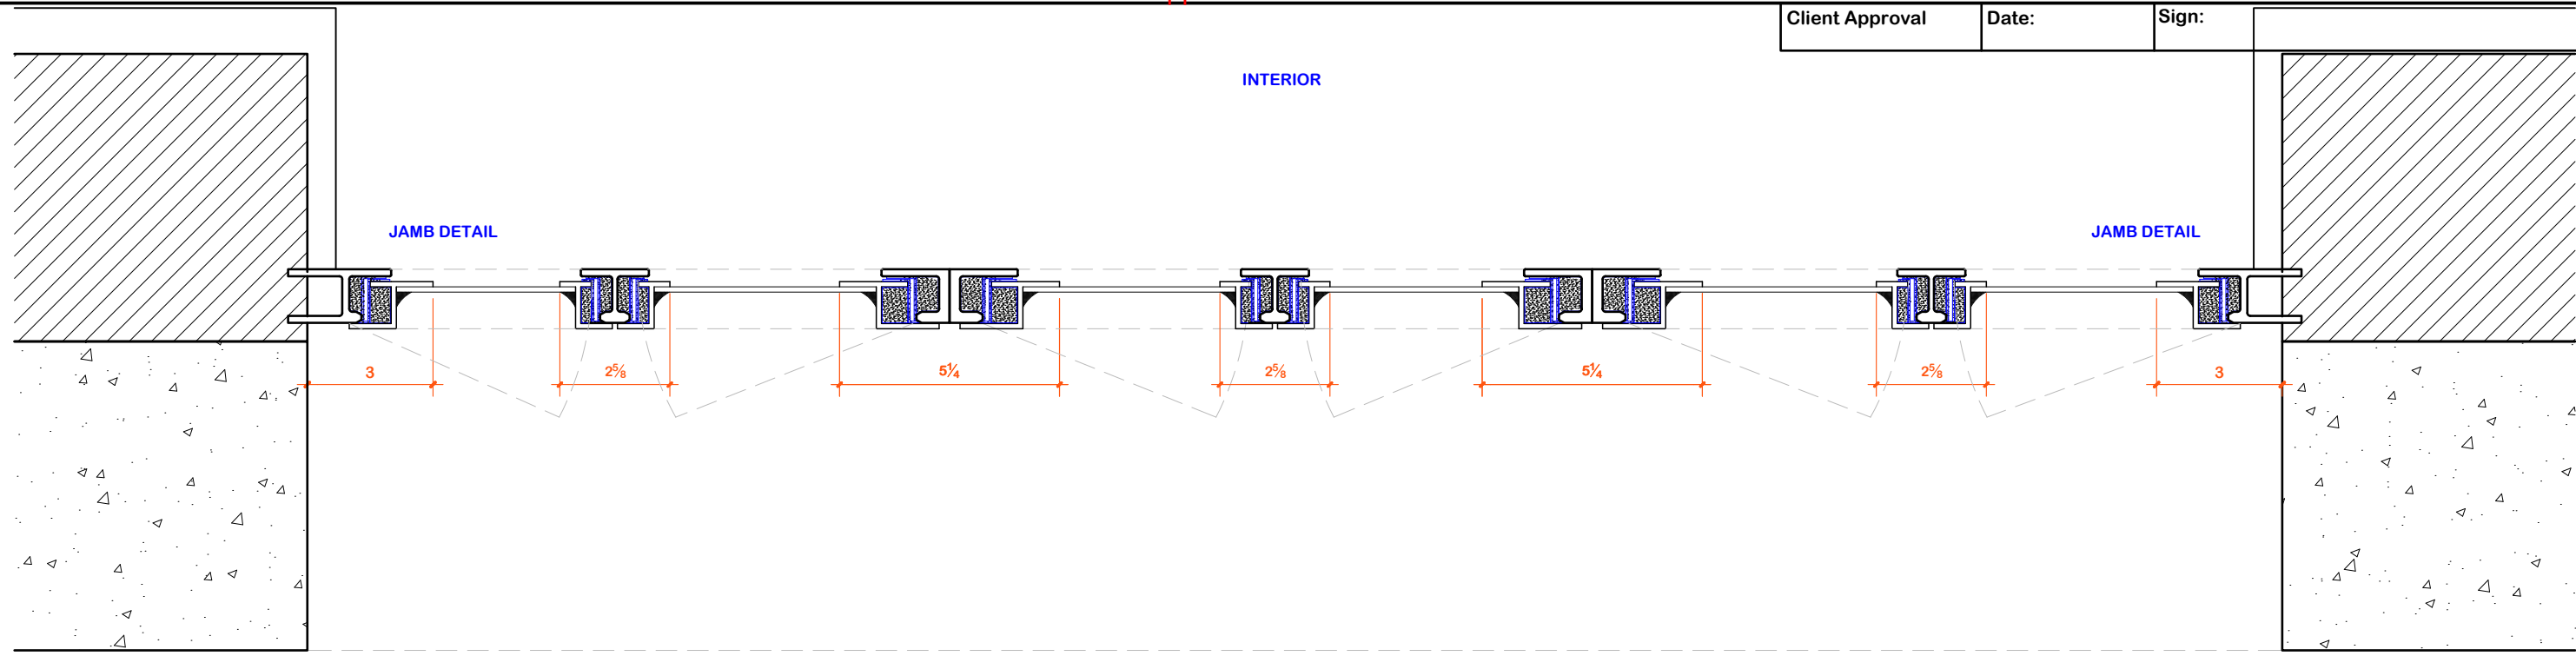 Client Approval Date: Sign:
INTERIOR
JAMB DETAIL JAMB DETAIL
3 2⅝ 5¼ 2⅝ 5¼ 2⅝ 3